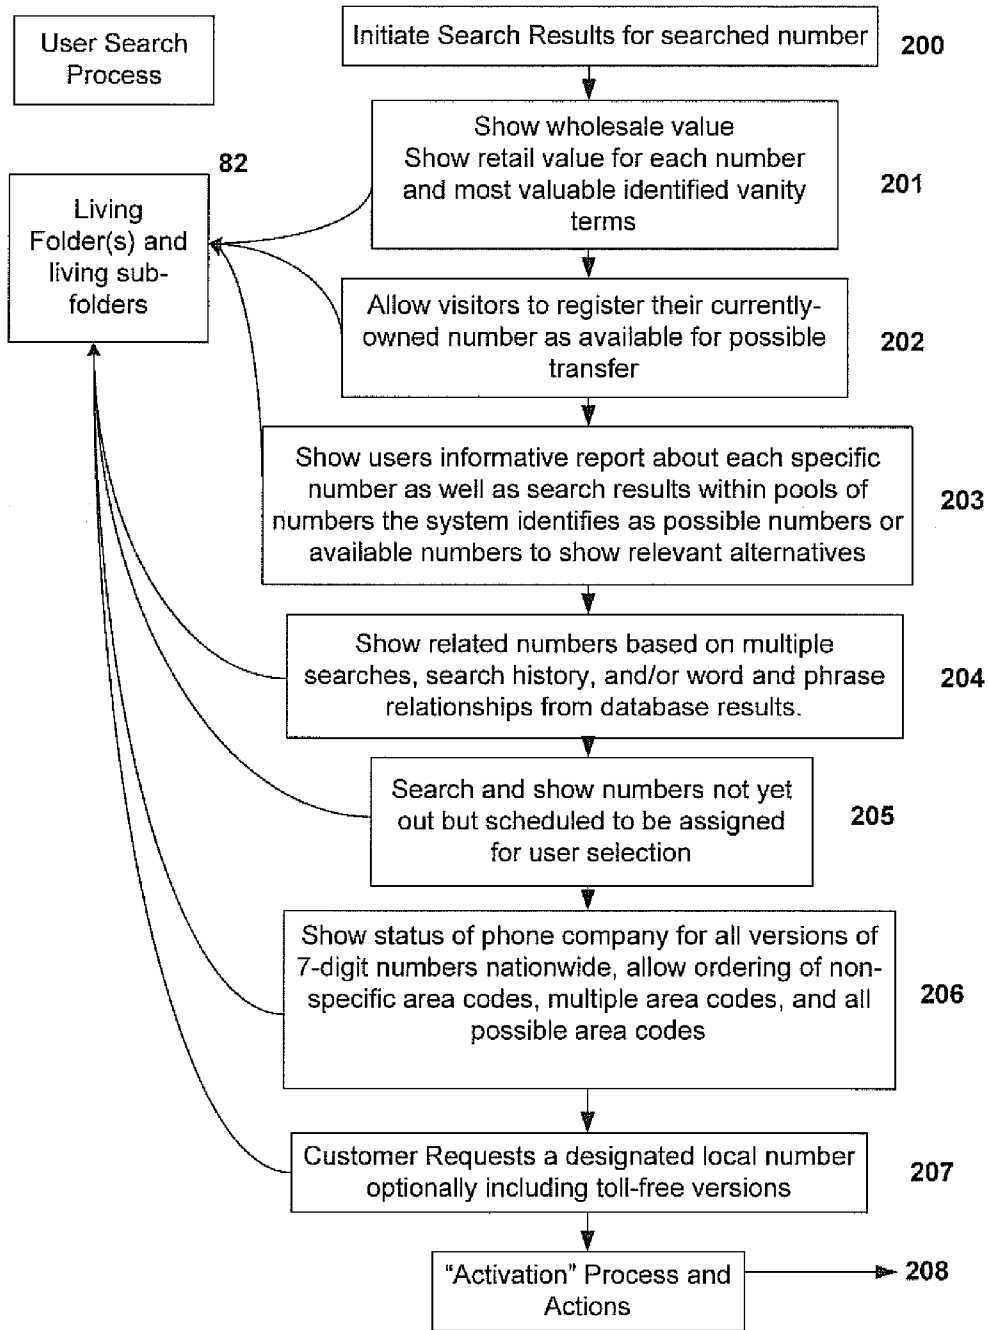 User Search
Process
Initiate Search Results for searched number
200
Show wholesale value
Show retail value for each number
and most valuable identified vanity
terms
201
82
Living
Folder(s) and
living sub-
folders
Allow visitors to register their currently-
owned number as available for possible
transfer
202
Show users informative report about each specific
number as well as search results within pools of
numbers the system identifies as possible numbers or
available numbers to show relevant alternatives
203
Show related numbers based on multiple
searches, search history, and/or word and phrase
relationships from database results.
204
Search and show numbers not yet
out but scheduled to be assigned
for user selection
205
Show status of phone company for all versions of
7-digit numbers nationwide, allow ordering of non-
specific area codes, multiple area codes, and all
possible area codes
206
Customer Requests a designated local number
optionally including toll-free versions
207
"Activation" Process and
Actions
208